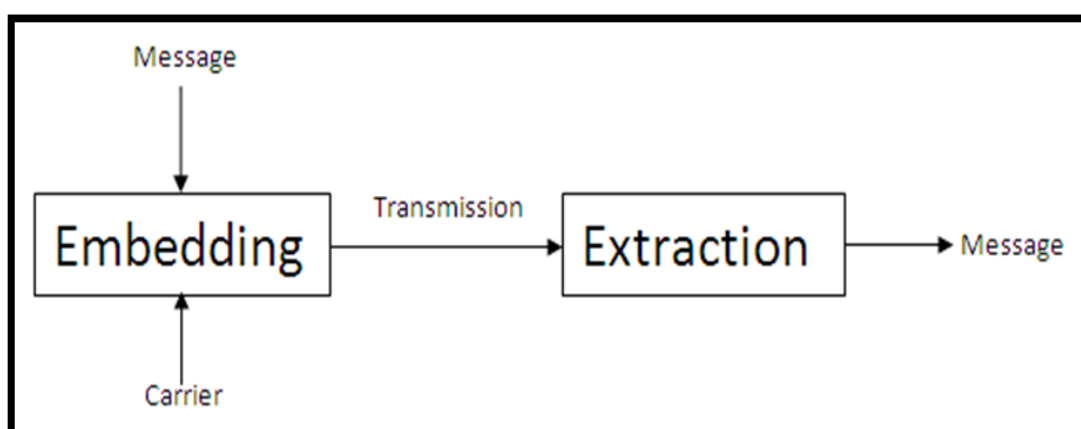 Message
Transmission
Embedding
Extraction
Message
Carrier